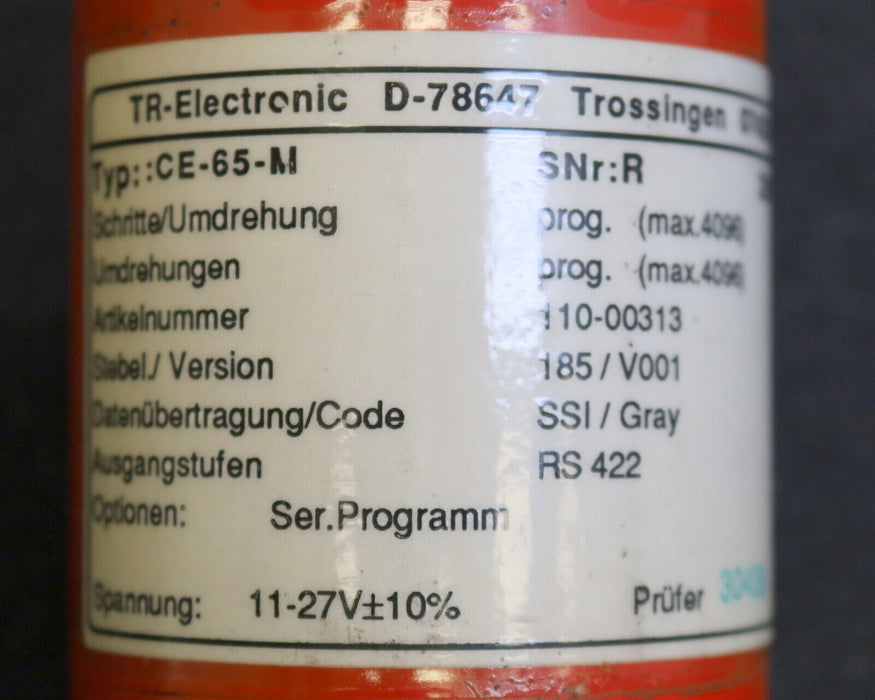 TR-Electronic D-78647 Trossingen
Typ::CE-65-M SNr:R
Schritte/Umdrehung prog. (max.4096)
Umdrehungen prog. (max.4096)
Artikelnummer 110-00313
Stebel./ Version 185 / V001
Datenübertragung/Code SSI / Gray
Ausgangstufen RS 422
Optionen: Ser.Programm
Spannung: 11-27V±10% Prüfer